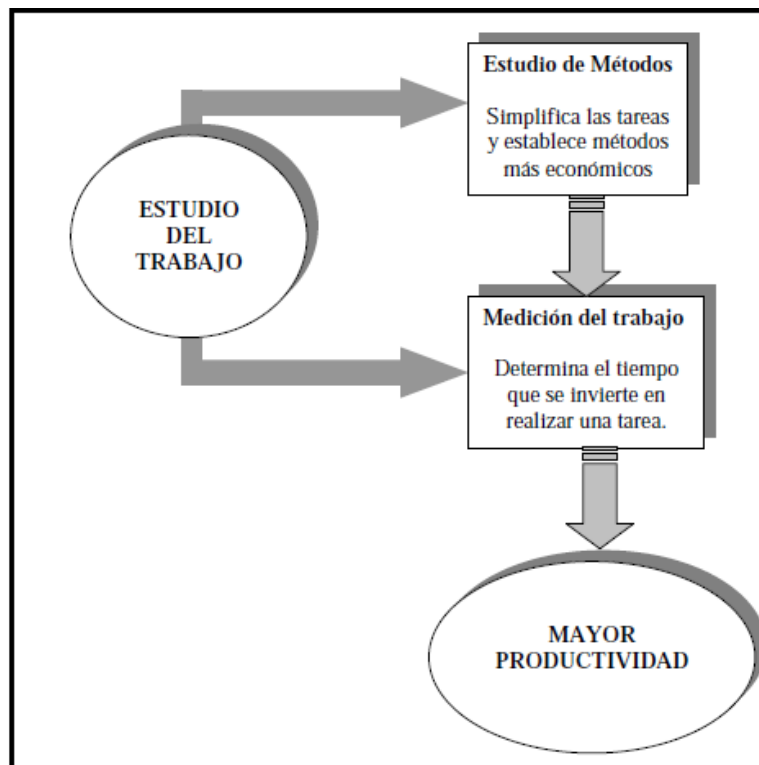 ESTUDIO
DEL
TRABAJO
Estudio de Métodos
Simplifica las tareas
y establece métodos
más económicos
Medición del trabajo
Determina el tiempo
que se invierte en
realizar una tarea.
MAYOR
PRODUCTIVIDAD